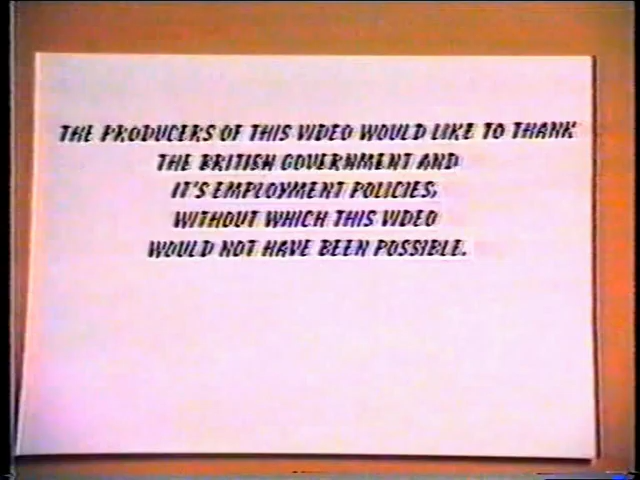 THE PRODUCERS OF THIS VIDEO WOULD LIKE TO THANK
THE BRITISH GOVERNMENT AND
IT'S EMPLOYMENT POLICIES,
WITHOUT WHICH THIS VIDEO
WOULD NOT HAVE BEEN POSSIBLE.